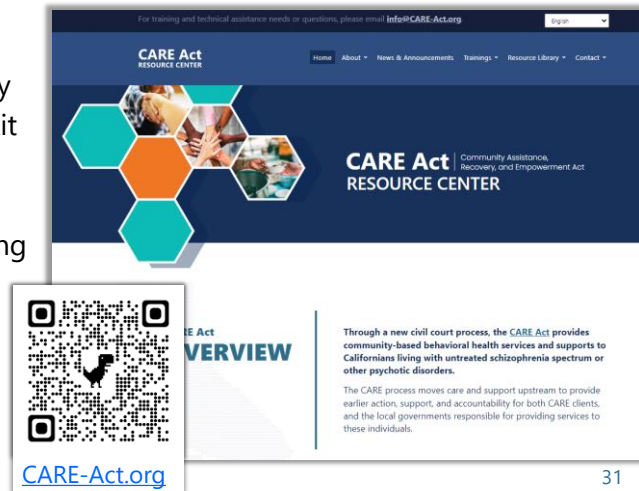 For training and technical assistance needs or questions, please email info@CARE-Act.org
English
CARE Act
RESOURCE CENTER
Home About News & Announcements Trainings Resource Library Contact
y
it
ng
CARE Act | Community Assistance,
Recovery, and Empowerment Act
RESOURCE CENTER
RE Act
VERVIEW
Through a new civil court process, the CARE Act provides
community-based behavioral health services and supports to
Californians living with untreated schizophrenia spectrum or
other psychotic disorders.
The CARE process moves care and support upstream to provide
earlier action, support, and accountability for both CARE clients,
and the local governments responsible for providing services to
these individuals.
CARE-Act.org
31